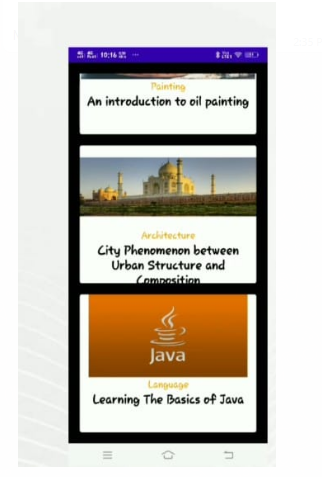 10:16
Painting
An introduction to oil painting
Architecture
City Phenomenon between
Urban Structure and
Composition
Java
Language
Learning The Basics of Java